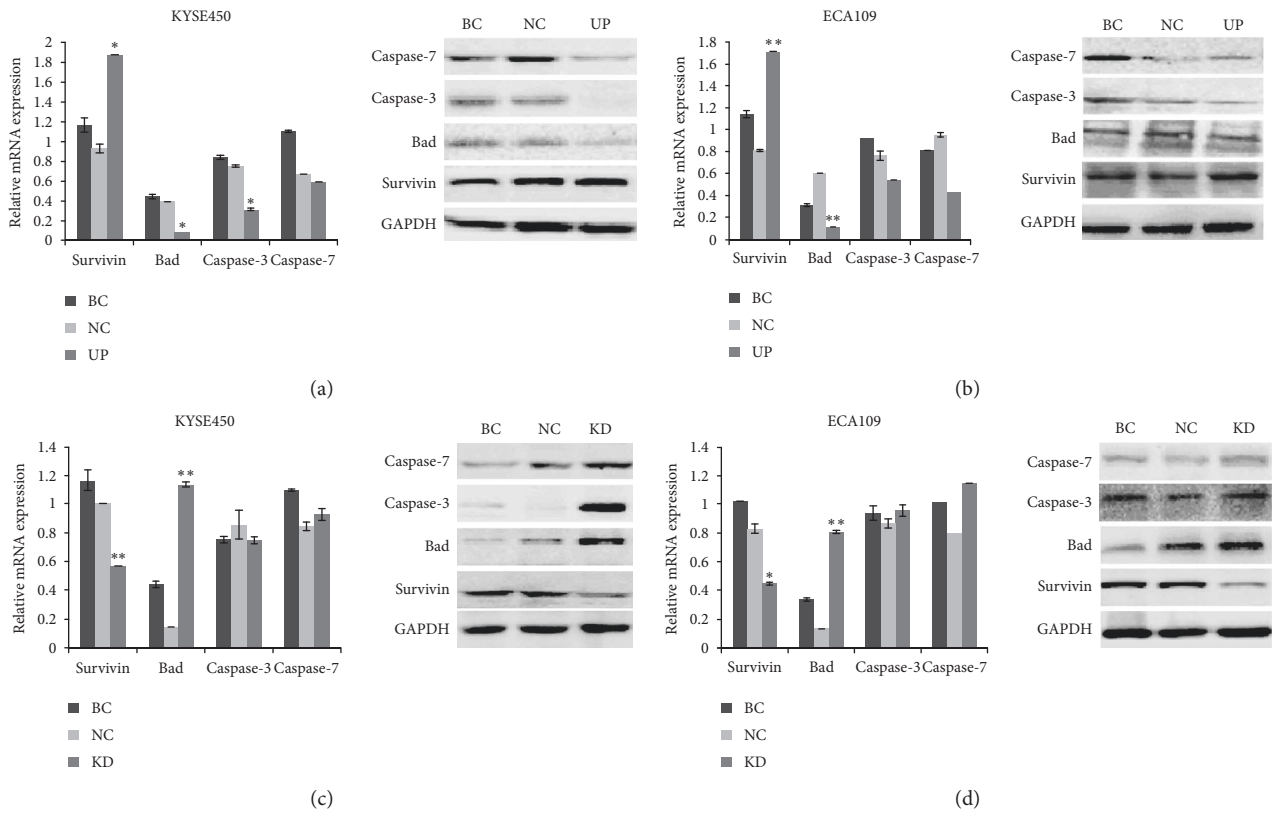 KYSE450
Relative mRNA expression
2
1.8
1.6
1.4
1.2
1
0.8
0.6
0.4
0.2
0
*
*
*
Survivin Bad Caspase-3 Caspase-7
BC
NC
UP
BC NC UP
Caspase-7
Caspase-3
Bad
Survivin
GAPDH
(a)
ECA109
Relative mRNA expression
1.8
1.6
1.4
1.2
1
0.8
0.6
0.4
0.2
0
**
**
Survivin Bad Caspase-3 Caspase-7
BC
NC
UP
BC NC UP
Caspase-7
Caspase-3
Bad
Survivin
GAPDH
(b)
KYSE450
Relative mRNA expression
1.4
1.2
1
0.8
0.6
0.4
0.2
0
**
**
Survivin Bad Caspase-3 Caspase-7
BC
NC
KD
BC NC KD
Caspase-7
Caspase-3
Bad
Survivin
GAPDH
(c)
ECA109
Relative mRNA expression
1.4
1.2
1
0.8
0.6
0.4
0.2
0
*
**
Survivin Bad Caspase-3 Caspase-7
BC
NC
KD
BC NC KD
Caspase-7
Caspase-3
Bad
Survivin
GAPDH
(d)